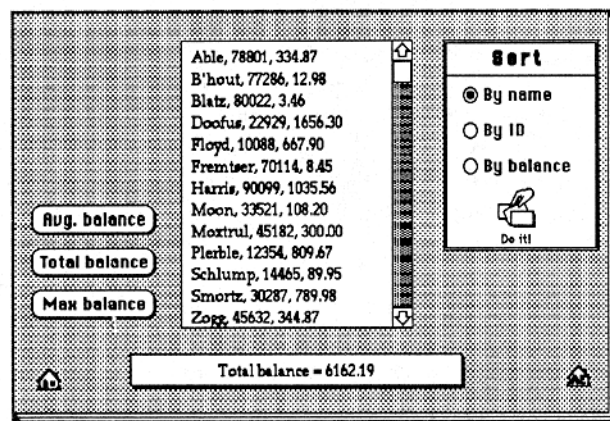 Able, 78801, 334.87
B'hout, 77286, 12.98
Blatz, 80022, 3.46
Doofus, 22929, 1656.30
Floyd, 10088, 667.90
Fremtser, 70114, 8.45
Harris, 90099, 1035.56
Moon, 33521, 108.20
Moxtrul, 45182, 300.00
Plerble, 12354, 809.67
Schlump, 14465, 89.95
Smortz, 30287, 789.98
Zogg, 45632, 344.87
Sort
By name
By ID
By balance
Do it!
Avg. balance
Total balance
Max balance
Total balance = 6162.19